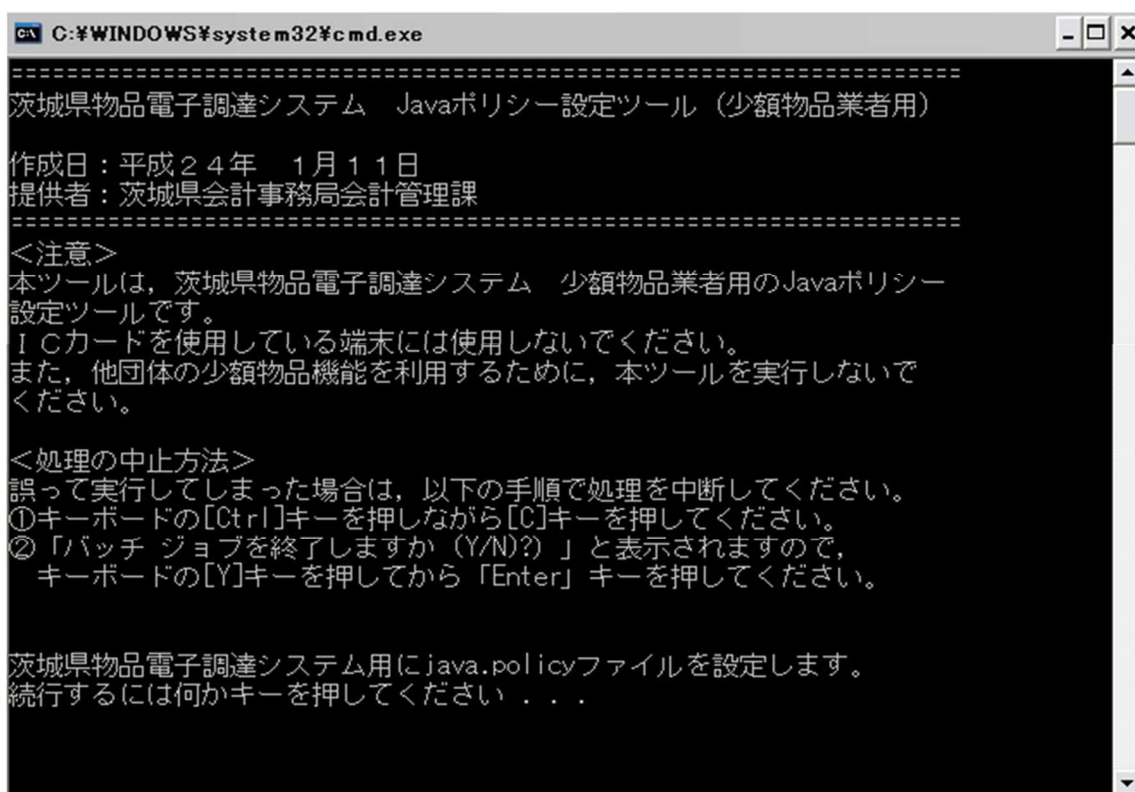 C:¥WINDOWS¥system32¥cmd.exe
=====================================================================
茨城県物品電子調達システム　Javaポリシー設定ツール（少額物品業者用）
作成日：平成２４年　１月１１日
提供者：茨城県会計事務局会計管理課
=====================================================================
＜注意＞
本ツールは，茨城県物品電子調達システム　少額物品業者用のJavaポリシー
設定ツールです。
ＩＣカードを使用している端末には使用しないでください。
また，他団体の少額物品機能を利用するために，本ツールを実行しないで
ください。
＜処理の中止方法＞
誤って実行してしまった場合は，以下の手順で処理を中断してください。
①キーボードの[Ctrl]キーを押しながら[C]キーを押してください。
②「バッチ ジョブを終了しますか（Y/N)?）」と表示されますので，
　キーボードの[Y]キーを押してから「Enter」キーを押してください。
茨城県物品電子調達システム用にjava.policyファイルを設定します。
続行するには何かキーを押してください . . .